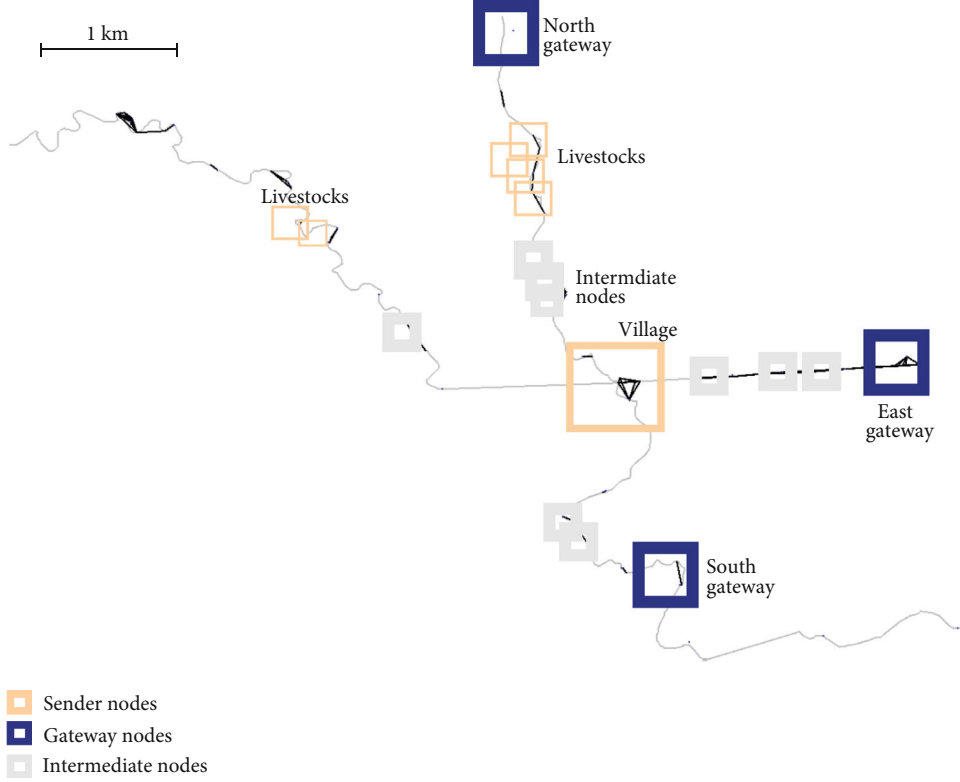 1 km
North
gateway
Livestocks
Livestocks
Intermdiate
nodes
Village
East
gateway
South
gateway
Sender nodes
Gateway nodes
Intermediate nodes